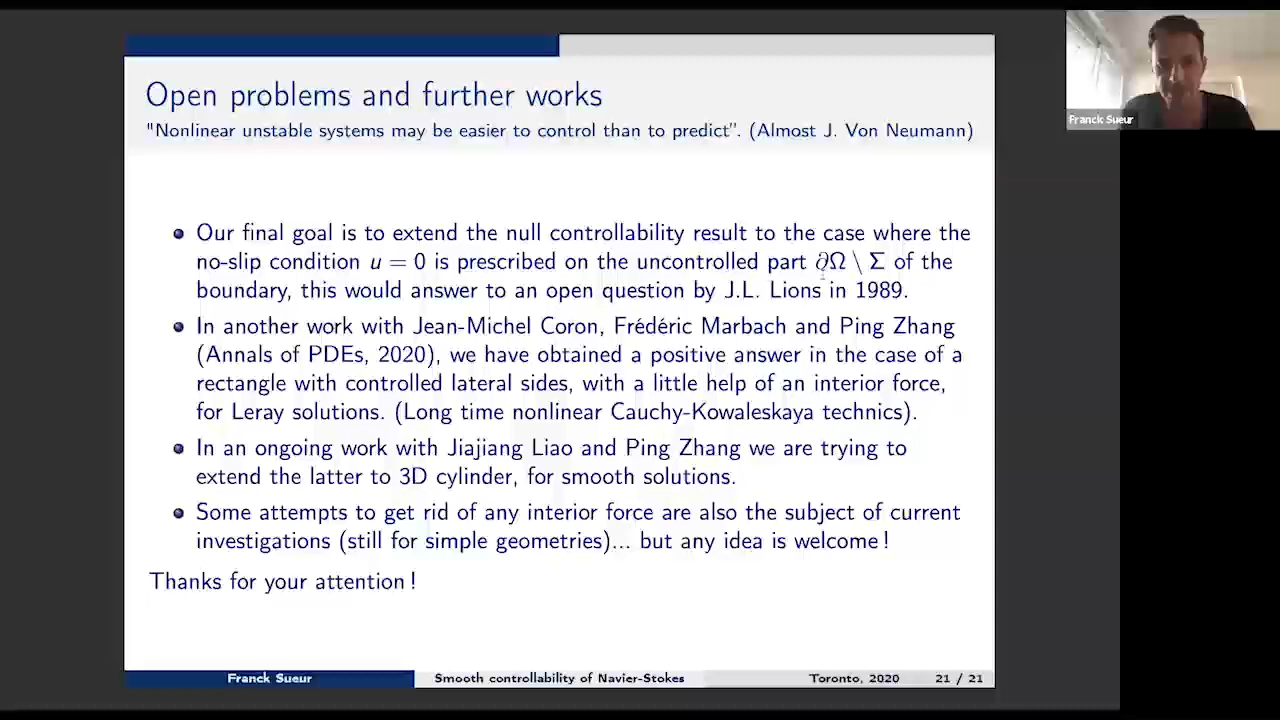 Open problems and further works
"Nonlinear unstable systems may be easier to control than to predict". (Almost J. Von Neumann)
Our final goal is to extend the null controllability result to the case where the
no-slip condition u = 0 is prescribed on the uncontrolled part ∂Ω \ Σ of the
boundary, this would answer to an open question by J.L. Lions in 1989.
In another work with Jean-Michel Coron, Frédéric Marbach and Ping Zhang
(Annals of PDEs, 2020), we have obtained a positive answer in the case of a
rectangle with controlled lateral sides, with a little help of an interior force,
for Leray solutions. (Long time nonlinear Cauchy-Kowaleskaya technics).
In an ongoing work with Jiajiang Liao and Ping Zhang we are trying to
extend the latter to 3D cylinder, for smooth solutions.
Some attempts to get rid of any interior force are also the subject of current
investigations (still for simple geometries)... but any idea is welcome !
Thanks for your attention !
Franck Sueur Smooth controllability of Navier-Stokes Toronto, 2020 21 / 21
Franck Sueur